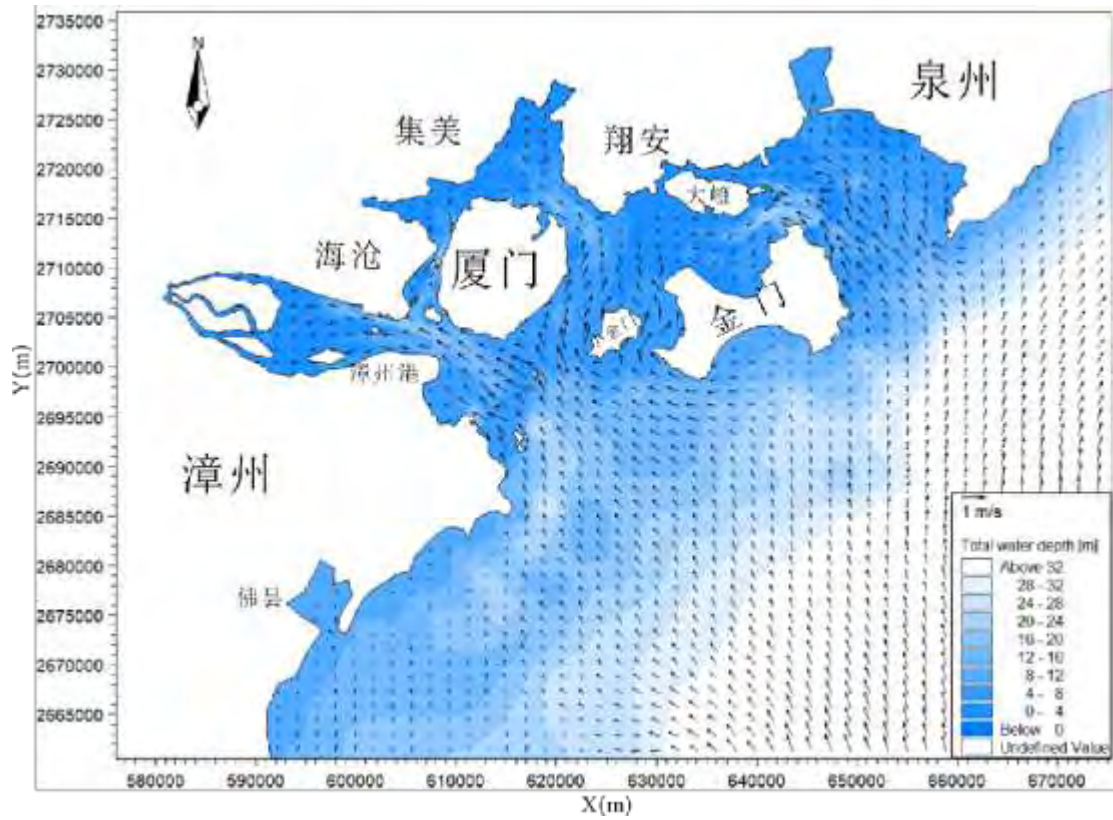 2735000
N
2730000
泉州
2725000
集美
翔安
2720000
大嶝
2715000
海沧
厦门
2710000
金门
2705000
漳州港
2700000
Y(m)
2695000
漳州
2690000
2685000
1 m/s
Total water depth [m]
2680000
Above 32
28 - 32
佛昙
24 - 28
2675000
20 - 24
16 - 20
12 - 16
2670000
8 - 12
4 - 8
2665000
0 - 4
Below 0
Undefined Value
580000 590000 600000 610000 620000 630000 640000 650000 660000 670000
X(m)